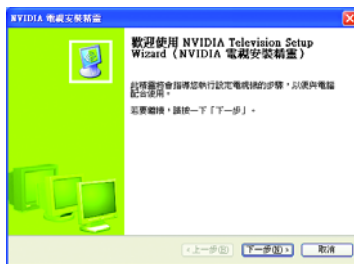 NVIDIA 電視安裝精靈
歡迎使用 NVIDIA Television Setup
Wizard（NVIDIA 電視安裝精靈）
此精靈將會指導您執行設定電視機的步驟，以便與電腦
配合使用。
若要繼續，請按一下「下一步」。
<上一步(B)
下一步(N)>
取消